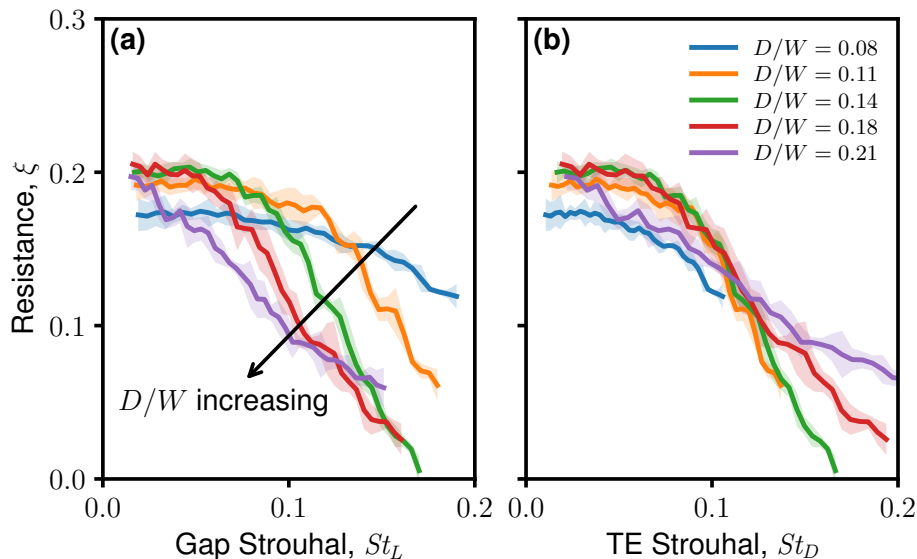 (a)
(b)
D/W = 0.08
D/W = 0.11
D/W = 0.14
D/W = 0.18
D/W = 0.21
D/W increasing
Resistance, ξ
0.3
0.2
0.1
0.0
0.0 0.1 0.2
0.0 0.1 0.2
Gap Strouhal, St_L
TE Strouhal, St_D